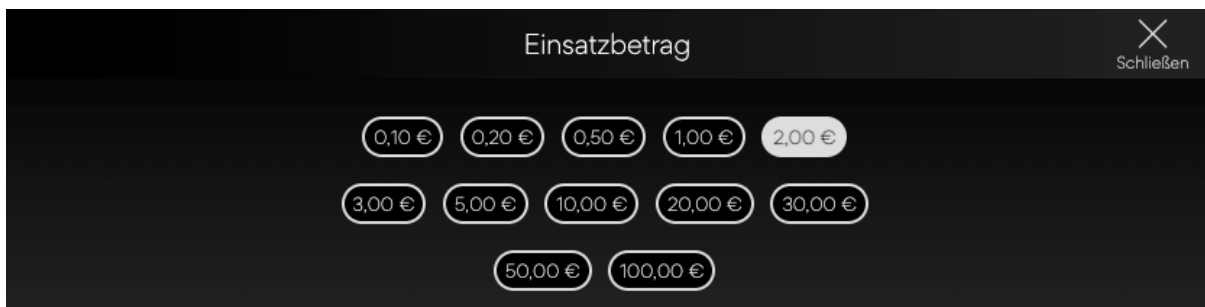 Einsatzbetrag
Schließen
0,10 € 0,20 € 0,50 € 1,00 € 2,00 €
3,00 € 5,00 € 10,00 € 20,00 € 30,00 €
50,00 € 100,00 €